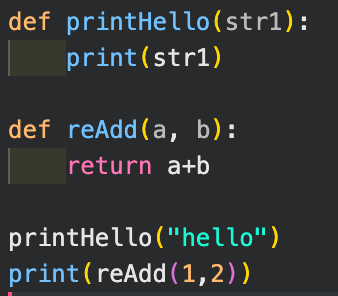 def printHello(str1):
    print(str1)

def reAdd(a, b):
    return a+b

printHello("hello")
print(reAdd(1,2))